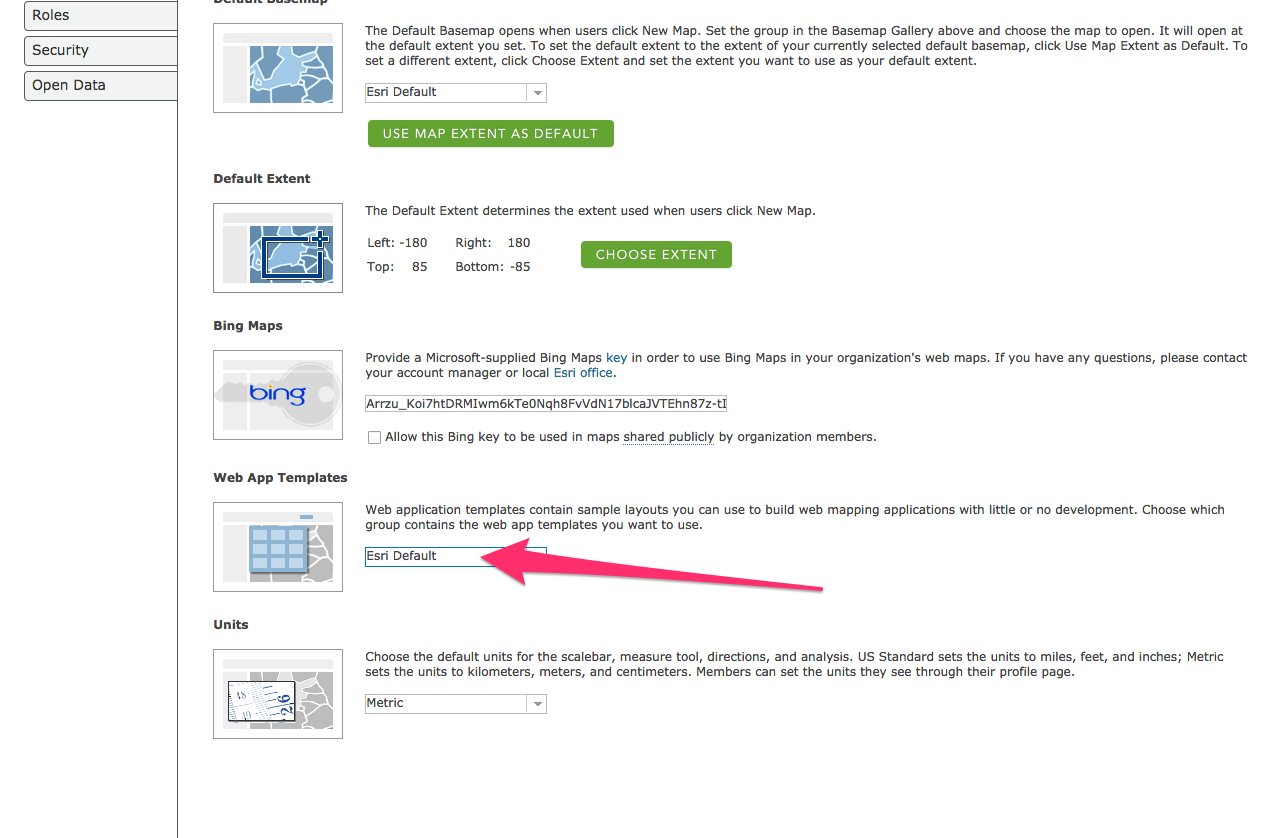 Roles
Security
Open Data
Default Basemap
The Default Basemap opens when users click New Map. Set the group in the Basemap Gallery above and choose the map to open. It will open at
the default extent you set. To set the default extent to the extent of your currently selected default basemap, click Use Map Extent as Default. To
set a different extent, click Choose Extent and set the extent you want to use as your default extent.
Esri Default
USE MAP EXTENT AS DEFAULT
Default Extent
The Default Extent determines the extent used when users click New Map.
Left: -180 Right: 180
Top: 85 Bottom: -85
CHOOSE EXTENT
Bing Maps
bing
Provide a Microsoft-supplied Bing Maps key in order to use Bing Maps in your organization's web maps. If you have any questions, please contact
your account manager or local Esri office.
Allow this Bing key to be used in maps shared publicly by organization members.
Web App Templates
Web application templates contain sample layouts you can use to build web mapping applications with little or no development. Choose which
group contains the web app templates you want to use.
Esri Default
Units
48
49
26
Choose the default units for the scalebar, measure tool, directions, and analysis. US Standard sets the units to miles, feet, and inches; Metric
sets the units to kilometers, meters, and centimeters. Members can set the units they see through their profile page.
Metric